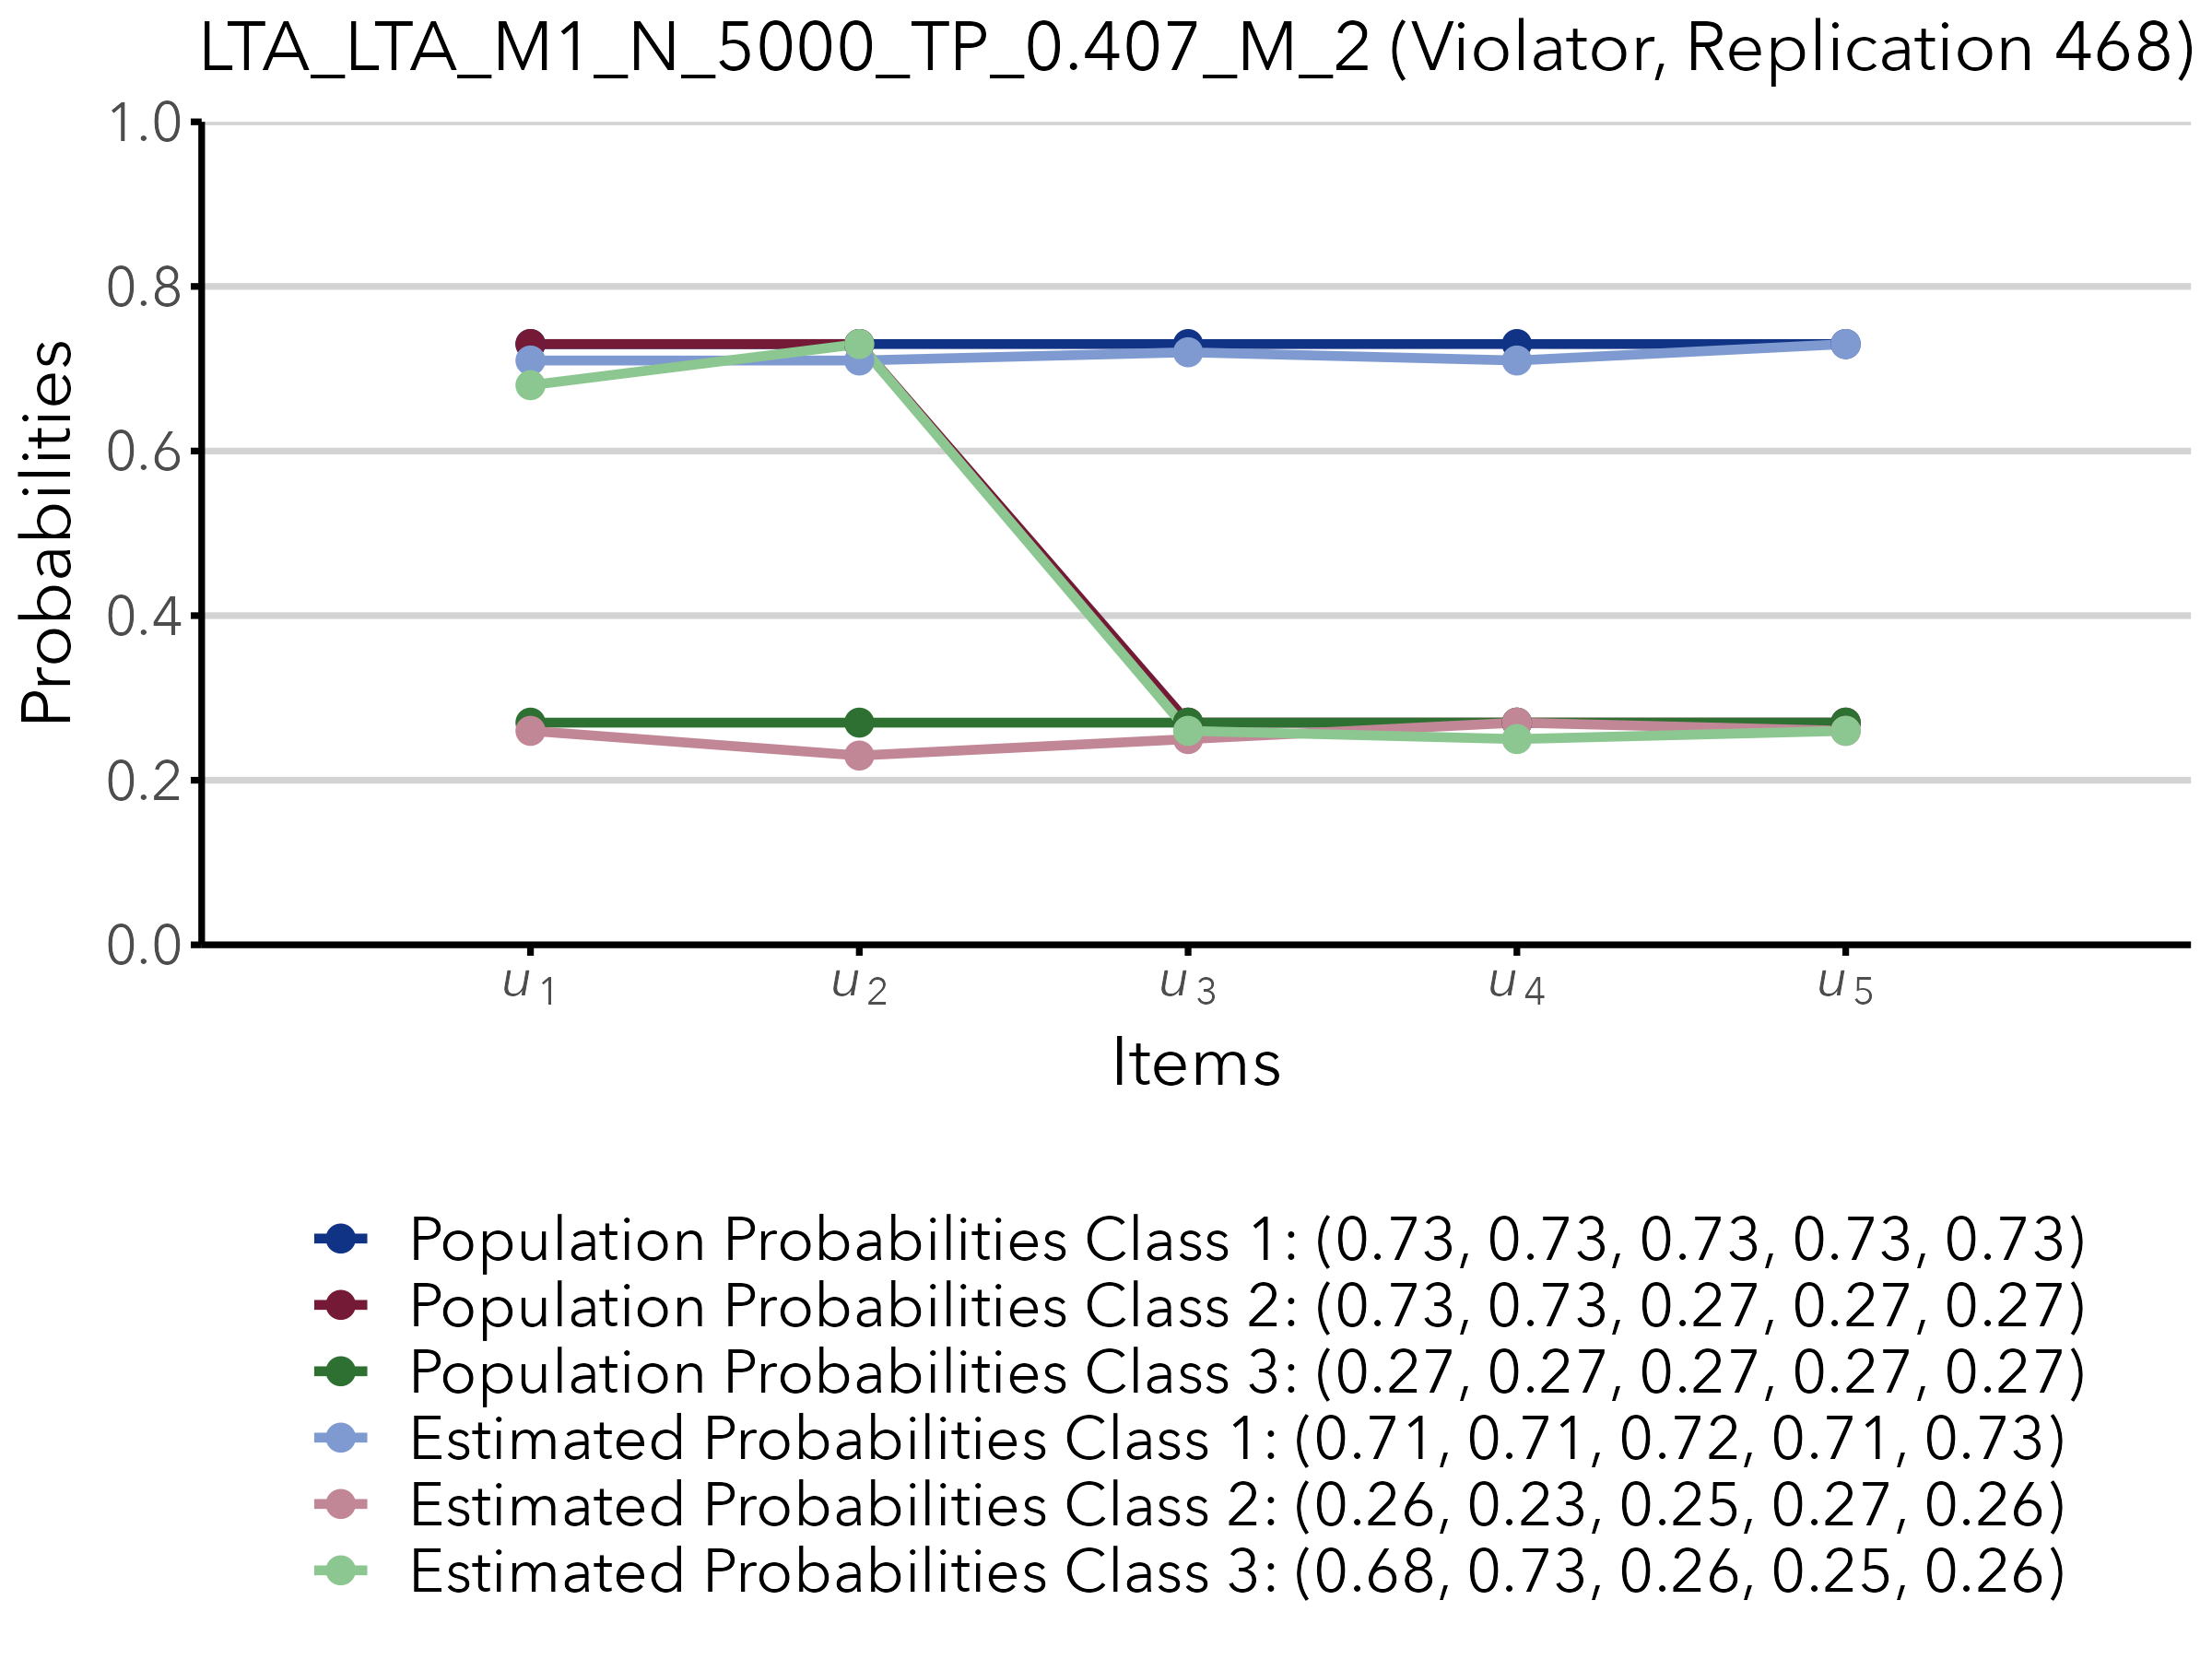 LTA_LTA_M1_N_5000_TP_0.407_M_2 (Violator, Replication 468)
1.0
0.8
0.6
0.4
0.2
0.0
Probabilities
u1 u2 u3 u4 u5
Items
Population Probabilities Class 1: (0.73, 0.73, 0.73, 0.73, 0.73)
Population Probabilities Class 2: (0.73, 0.73, 0.27, 0.27, 0.27)
Population Probabilities Class 3: (0.27, 0.27, 0.27, 0.27, 0.27)
Estimated Probabilities Class 1: (0.71, 0.71, 0.72, 0.71, 0.73)
Estimated Probabilities Class 2: (0.26, 0.23, 0.25, 0.27, 0.26)
Estimated Probabilities Class 3: (0.68, 0.73, 0.26, 0.25, 0.26)